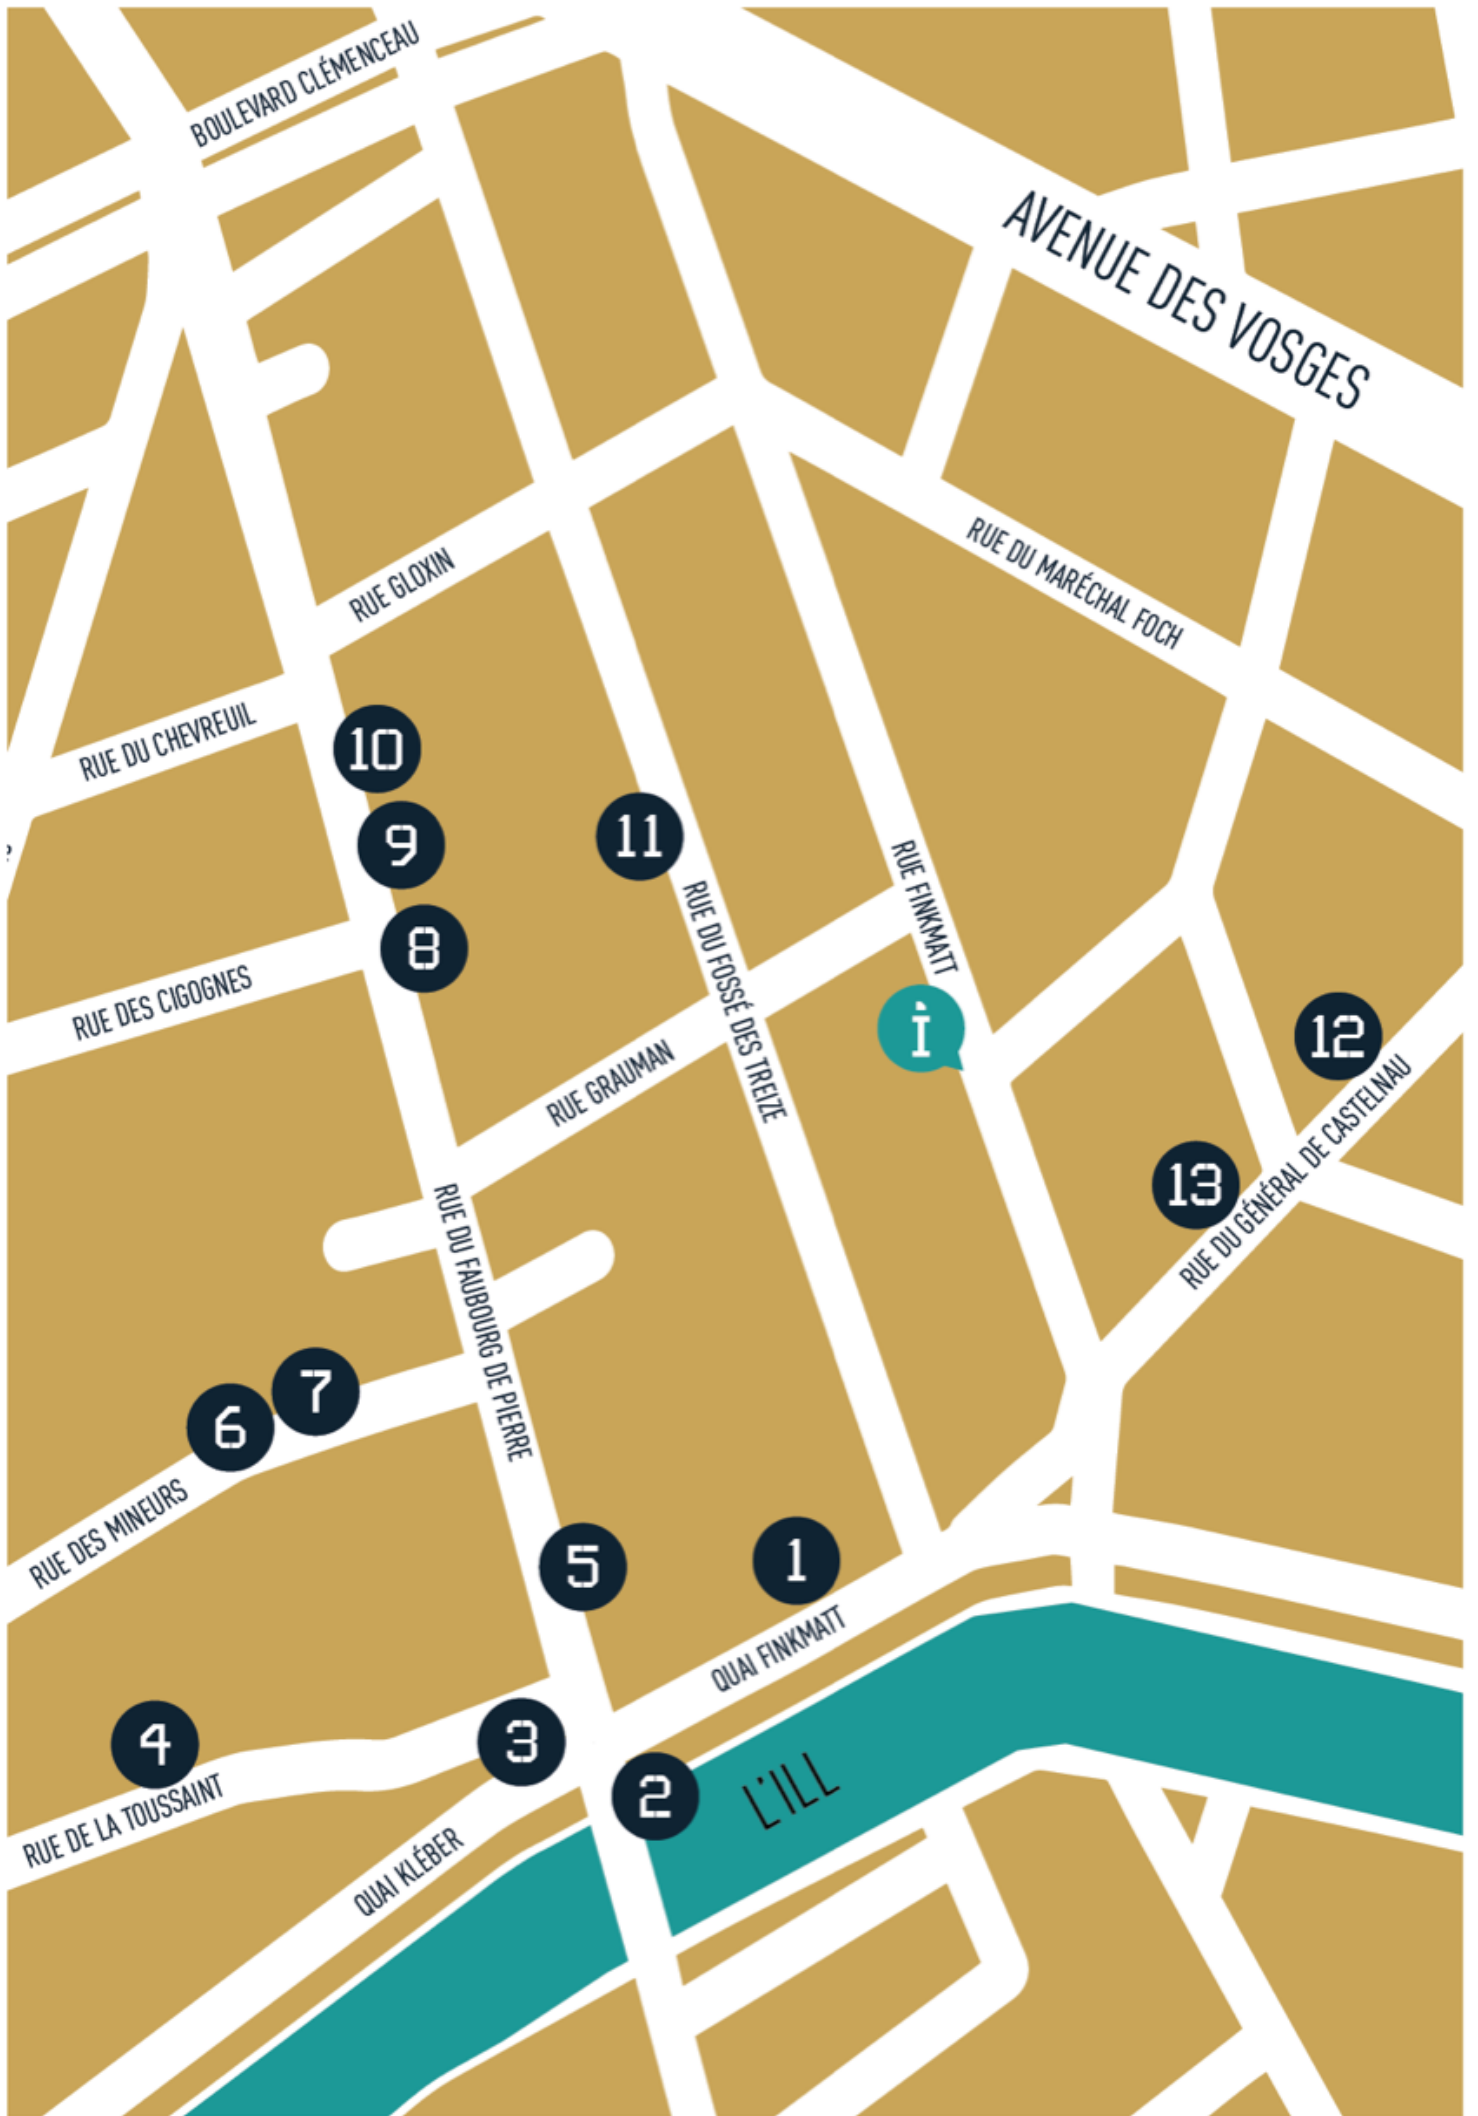 BOULEVARD CLÉMENCEAU
AVENUE DES VOSGES
RUE GLOXIN
RUE DU MARÉCHAL FOCH
RUE DU CHEVREUIL
10
9
11
8
RUE FINKMATT
RUE DU FOSSÉ DES TREIZE
RUE DES CIGOGNES
i
12
RUE GRAUMAN
13
RUE DU GÉNÉRAL DE CASTELNAU
RUE DU FAUBOURG DE PIERRE
7
6
RUE DES MINEURS
5
1
QUAI FINKMATT
4
3
2
L'ILL
RUE DE LA TOUSSAINT
QUAI KLÉBER